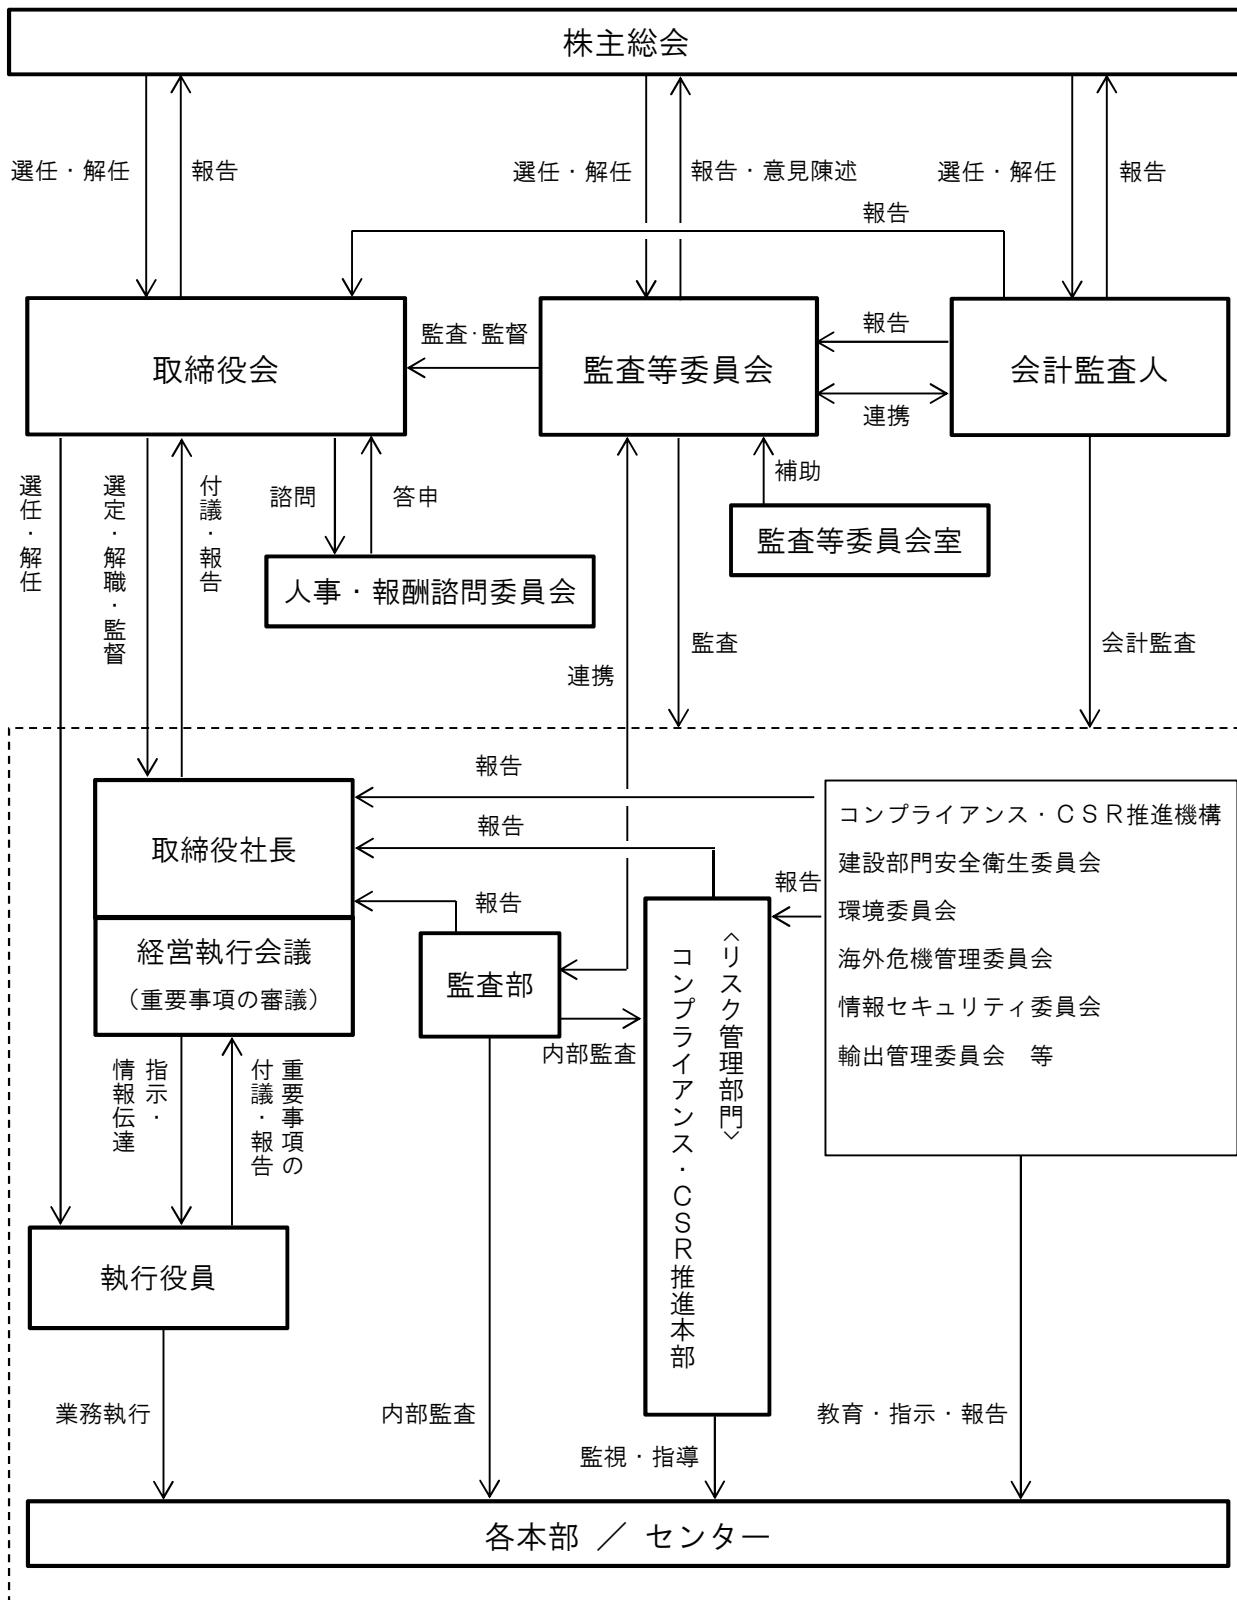 株主総会
選任・解任
報告
選任・解任
報告・意見陳述
選任・解任
報告
報告
取締役会
監査・監督
監査等委員会
報告
連携
会計監査人
選任・解任
選定・解職・監督
付議・報告
諮問
答申
補助
監査等委員会室
人事・報酬諮問委員会
連携
監査
会計監査
報告
報告
報告
報告
取締役社長
経営執行会議
（重要事項の審議）
監査部
内部監査
〈リスク管理部門〉
コンプライアンス・ＣＳＲ推進本部
コンプライアンス・ＣＳＲ推進機構
建設部門安全衛生委員会
環境委員会
海外危機管理委員会
情報セキュリティ委員会
輸出管理委員会　等
指示・
情報伝達
重要事項の
付議・報告
執行役員
業務執行
内部監査
監視・指導
教育・指示・報告
各本部 ／ センター